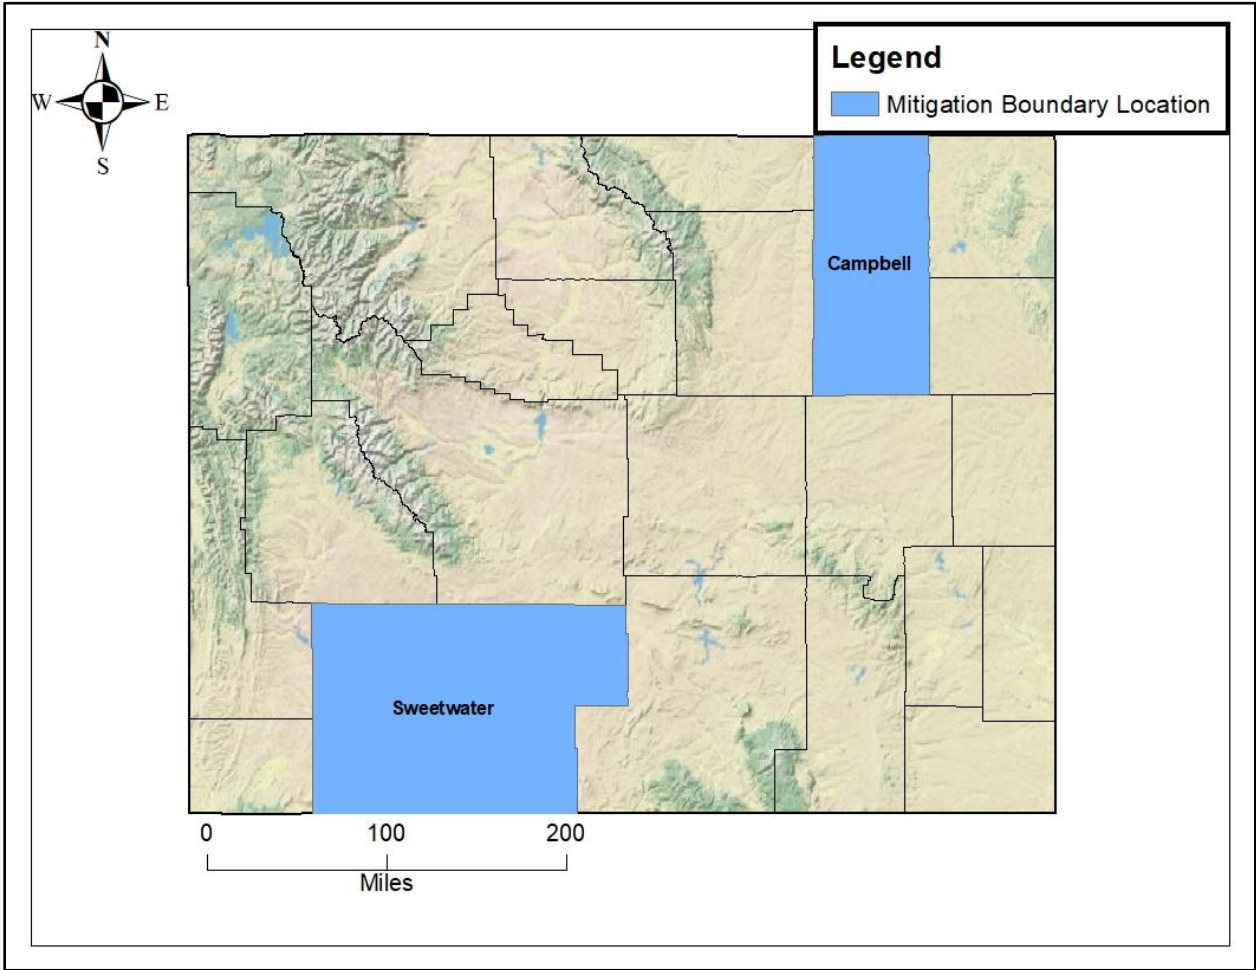 N
W E
S
Legend
Mitigation Boundary Location
Campbell
Sweetwater
0 100 200
Miles